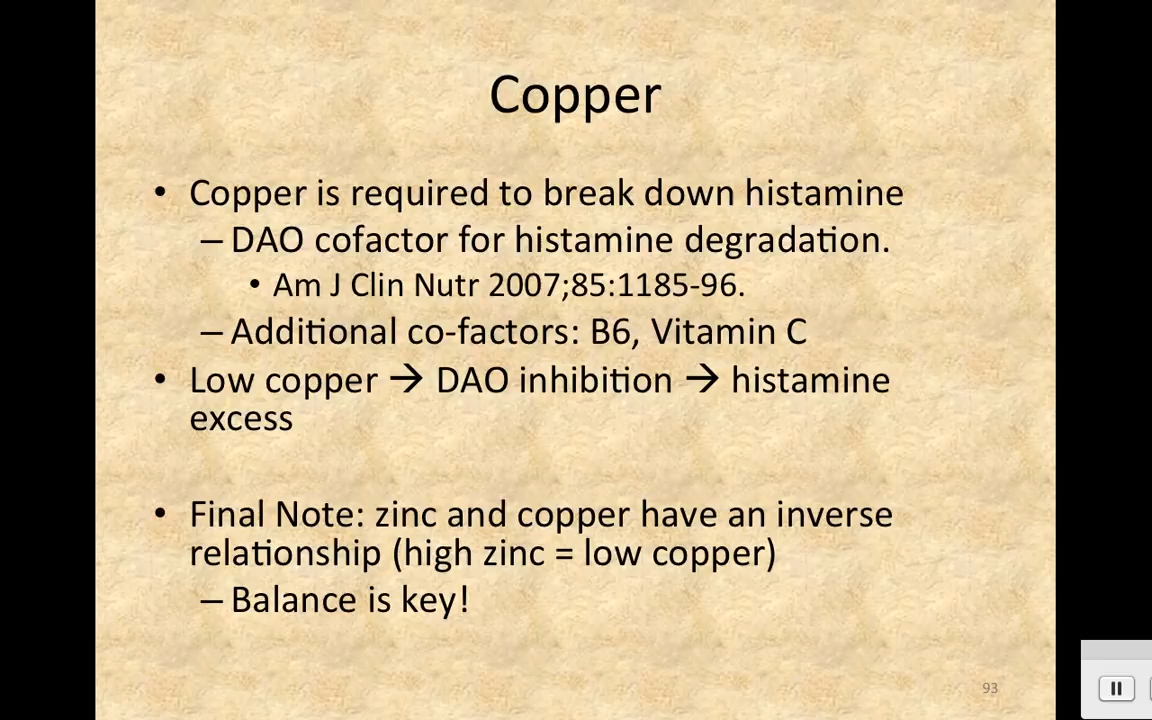 Copper
• Copper is required to break down histamine
– DAO cofactor for histamine degradation.
• Am J Clin Nutr 2007;85:1185-96.
– Additional co-factors: B6, Vitamin C
• Low copper → DAO inhibition → histamine
excess
• Final Note: zinc and copper have an inverse
relationship (high zinc = low copper)
– Balance is key!
93